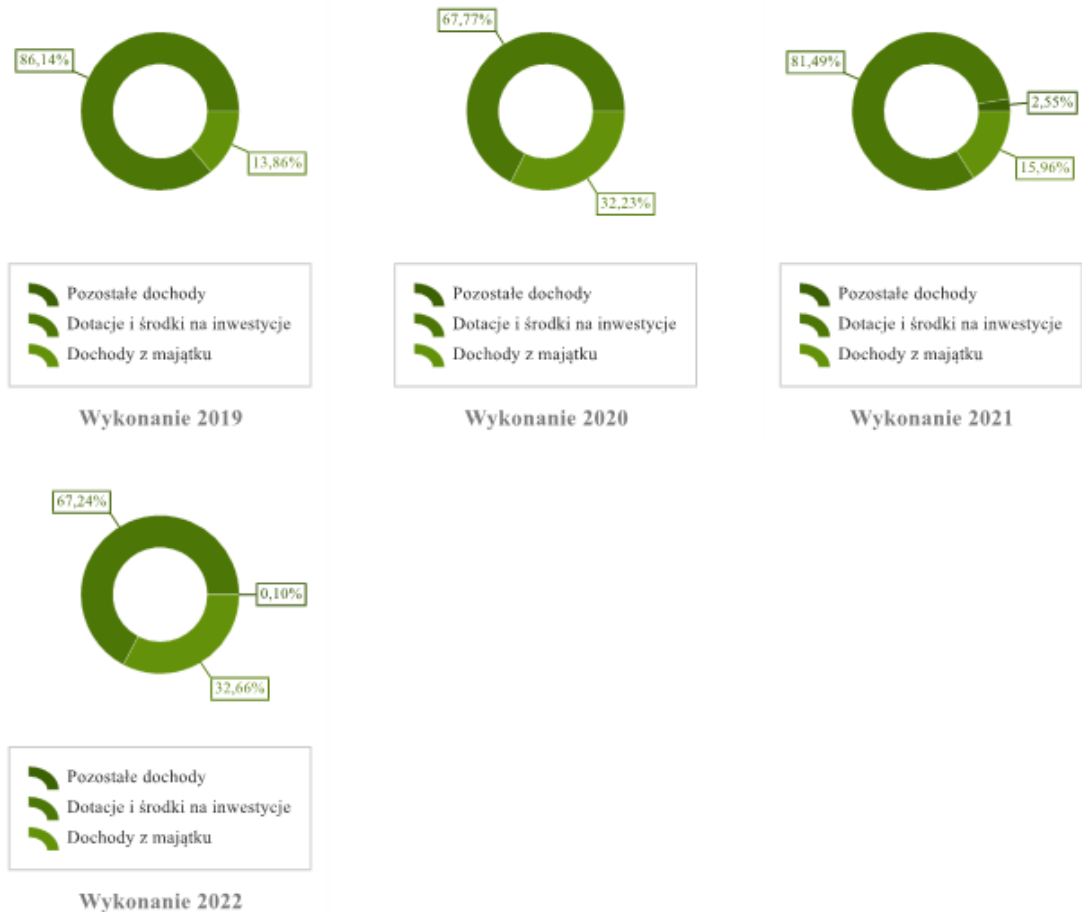 86,14%
13,86%
Pozostałe dochody
Dotacje i środki na inwestycje
Dochody z majątku
Wykonanie 2019
67,77%
32,23%
Pozostałe dochody
Dotacje i środki na inwestycje
Dochody z majątku
Wykonanie 2020
81,49%
2,55%
15,96%
Pozostałe dochody
Dotacje i środki na inwestycje
Dochody z majątku
Wykonanie 2021
67,24%
0,10%
32,66%
Pozostałe dochody
Dotacje i środki na inwestycje
Dochody z majątku
Wykonanie 2022